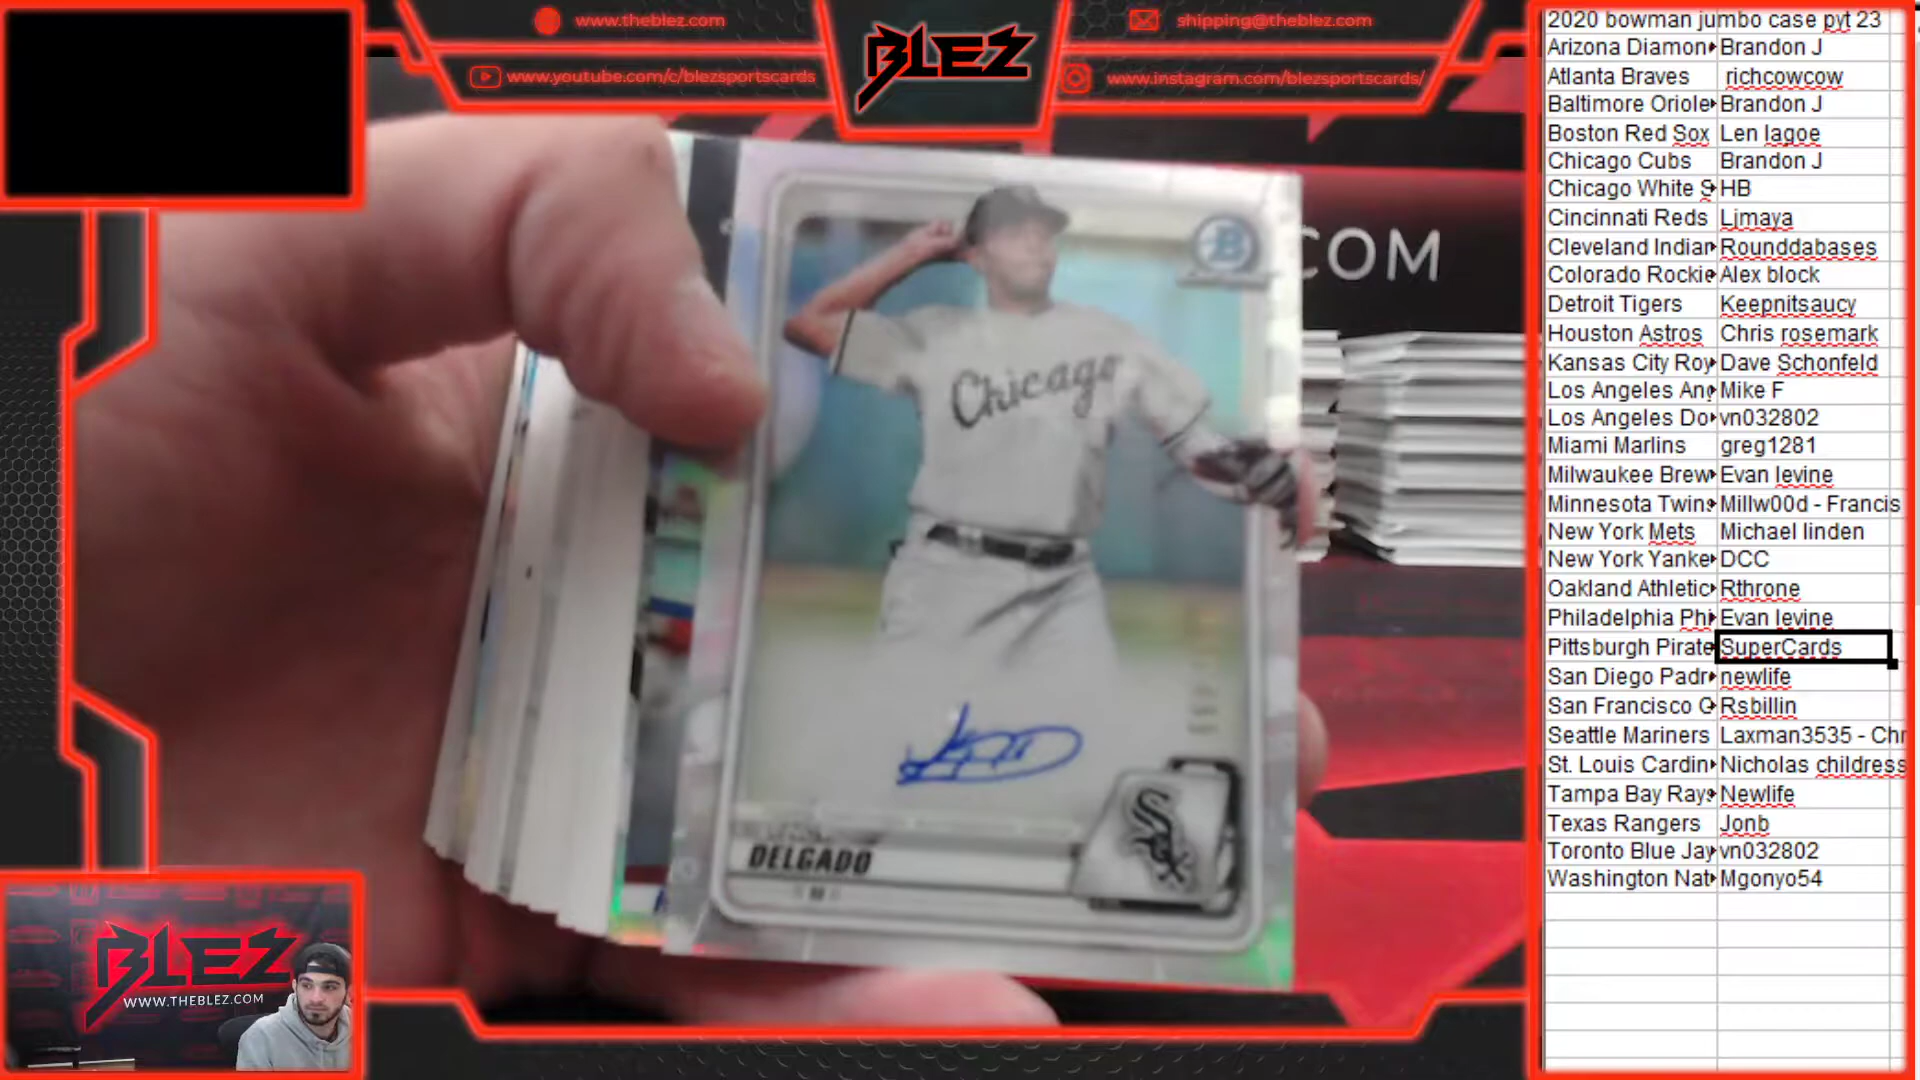 www.theblez.com
www.youtube.com/c/blezsportscards
BLEZ
shipping@theblez.com
www.instagram.com/blezsportscards/
COM
B
Chicago
DELGADO
Sox
BLEZ
WWW.THEBLEZ.COM
2020 bowman jumbo case pyt 23
Arizona Diamon Brandon J
Atlanta Braves richcowcow
Baltimore Oriole Brandon J
Boston Red Sox Len lagoe
Chicago Cubs Brandon J
Chicago White S HB
Cincinnati Reds Ljmaya
Cleveland Indian Rounddabases
Colorado Rockie Alex block
Detroit Tigers Keepnitsaucy
Houston Astros Chris rosemark
Kansas City Roy Dave Schonfeld
Los Angeles Ang Mike F
Los Angeles Do vn032802
Miami Marlins greg1281
Milwaukee Brew Evan levine
Minnesota Twins Millw00d - Francis
New York Mets Michael linden
New York Yanke DCC
Oakland Athletic Rthrone
Philadelphia Phi Evan levine
Pittsburgh Pirate SuperCards
San Diego Padr newlife
San Francisco G Rsbillin
Seattle Mariners Laxman3535 - Chr
St. Louis Cardin Nicholas childress
Tampa Bay Rays Newlife
Texas Rangers Jonb
Toronto Blue Jay vn032802
Washington Nat Mgonyo54